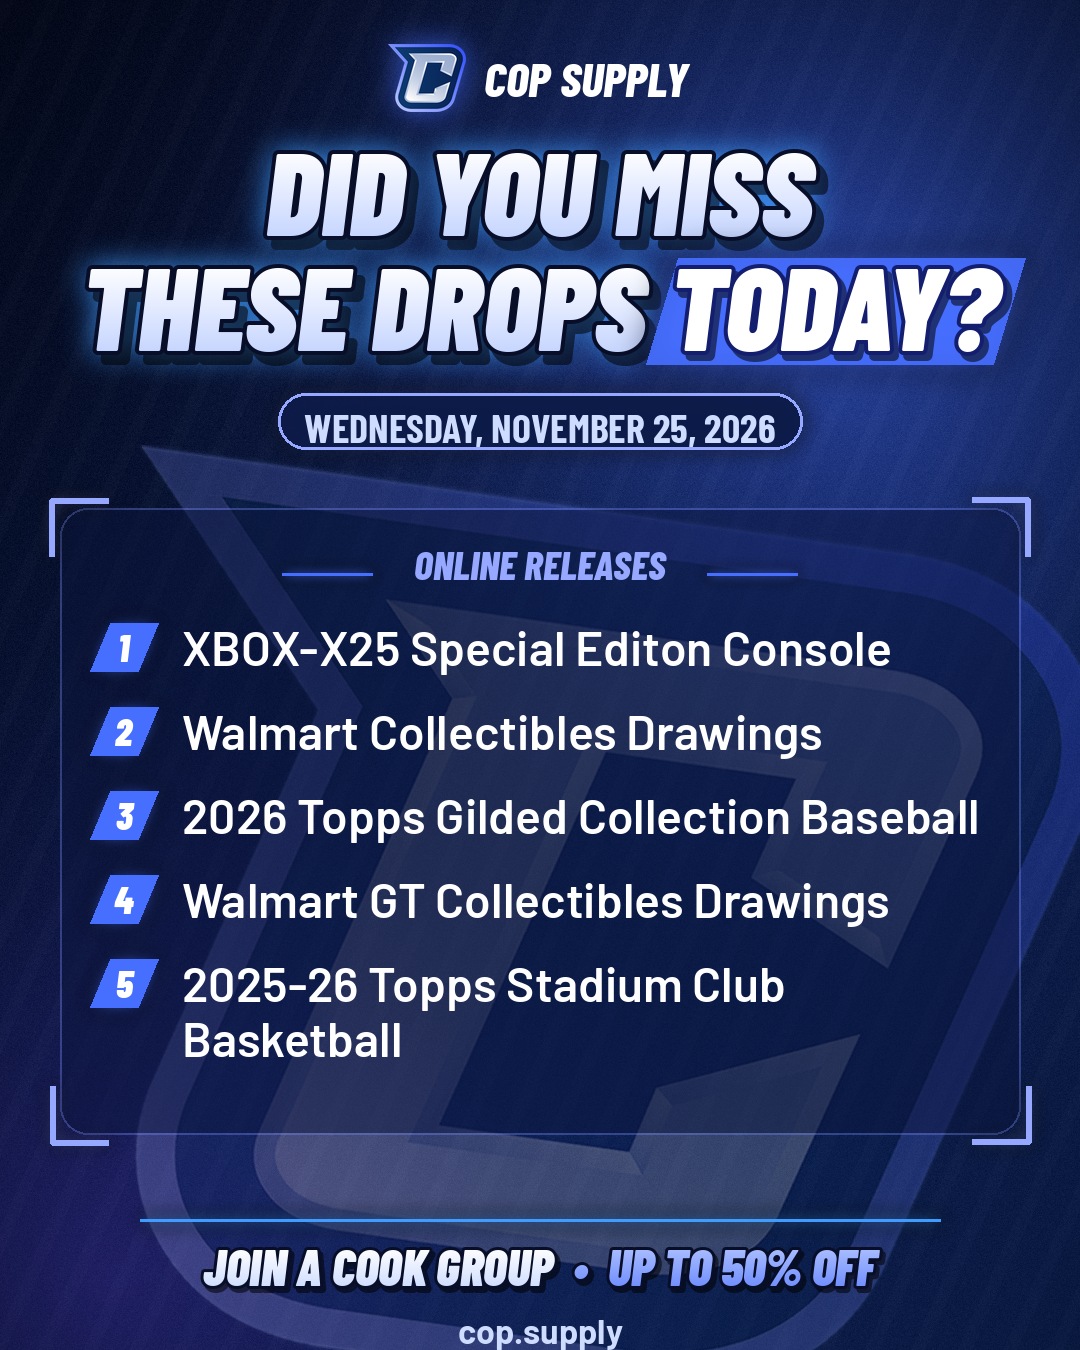 COP SUPPLY
DID YOU MISS
THESE DROPS TODAY?
WEDNESDAY, NOVEMBER 25, 2026
ONLINE RELEASES
1 XBOX-X25 Special Editon Console
2 Walmart Collectibles Drawings
3 2026 Topps Gilded Collection Baseball
4 Walmart GT Collectibles Drawings
5 2025-26 Topps Stadium Club
Basketball
JOIN A COOK GROUP • UP TO 50% OFF
cop.supply